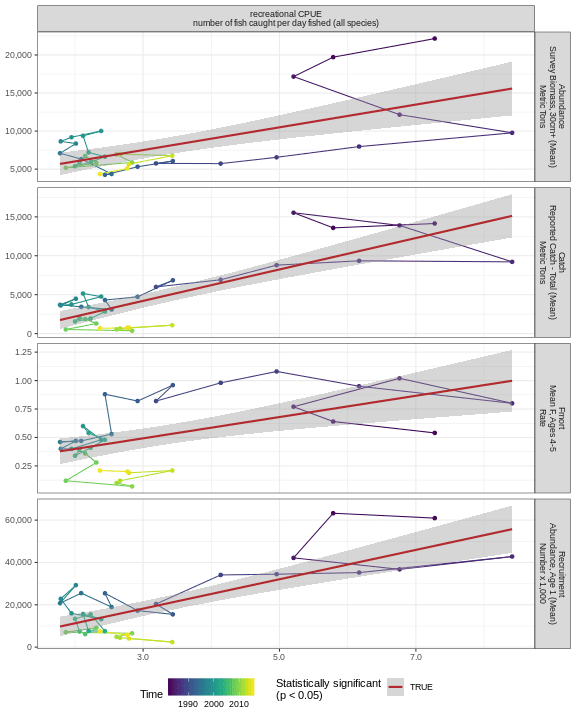 recreational CPUE
number of fish caught per day fished (all species)
20,000
15,000
10,000
5,000
Abundance
Survey Biomass, 30cm+ (Mean)
Metric Tons
15,000
10,000
5,000
0
Catch
Reported Catch - Total (Mean)
Metric Tons
1.25
1.00
0.75
0.50
0.25
Fmort
Mean F, Ages 4-5
Rate
60,000
40,000
20,000
0
Recruitment
Abundance, Age 1 (Mean)
Number x 1,000
3.0 5.0 7.0
Time
1990 2000 2010
Statistically significant
(p < 0.05)
TRUE